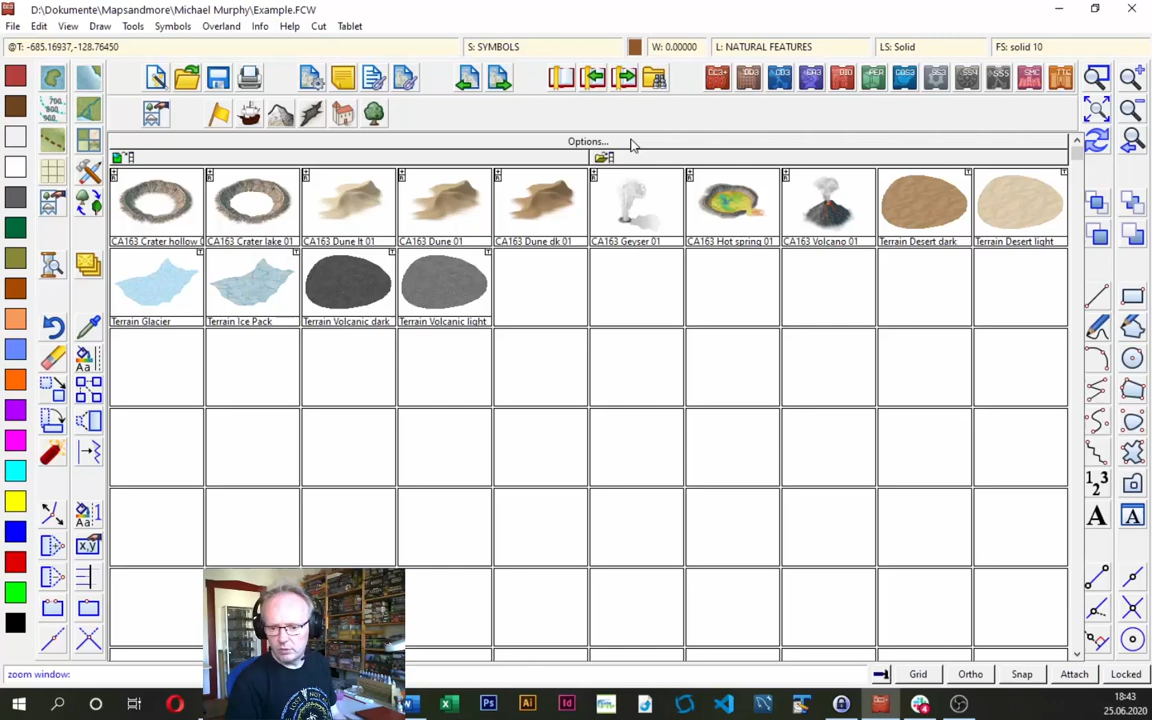 D:\Dokumente\Mapsandmore\Michael Murphy\Example.FCW
File Edit View Draw Tools Symbols Overland Info Help Cut Tablet
@T: -685.16937,-128.76450 S: SYMBOLS W: 0.00000 L: NATURAL FEATURES LS: Solid FS: solid 10
Options...
CA163 Crater hollow 0 CA163 Crater lake 01 CA163 Dune lt 01 CA163 Dune 01 CA163 Dune dk 01 CA163 Geyser 01 CA163 Hot spring 01 CA163 Volcano 01 Terrain Desert dark Terrain Desert light
Terrain Glacier Terrain Ice Pack Terrain Volcanic dark Terrain Volcanic light
zoom window: Grid Ortho Snap Attach Locked
18:43
25.06.2020